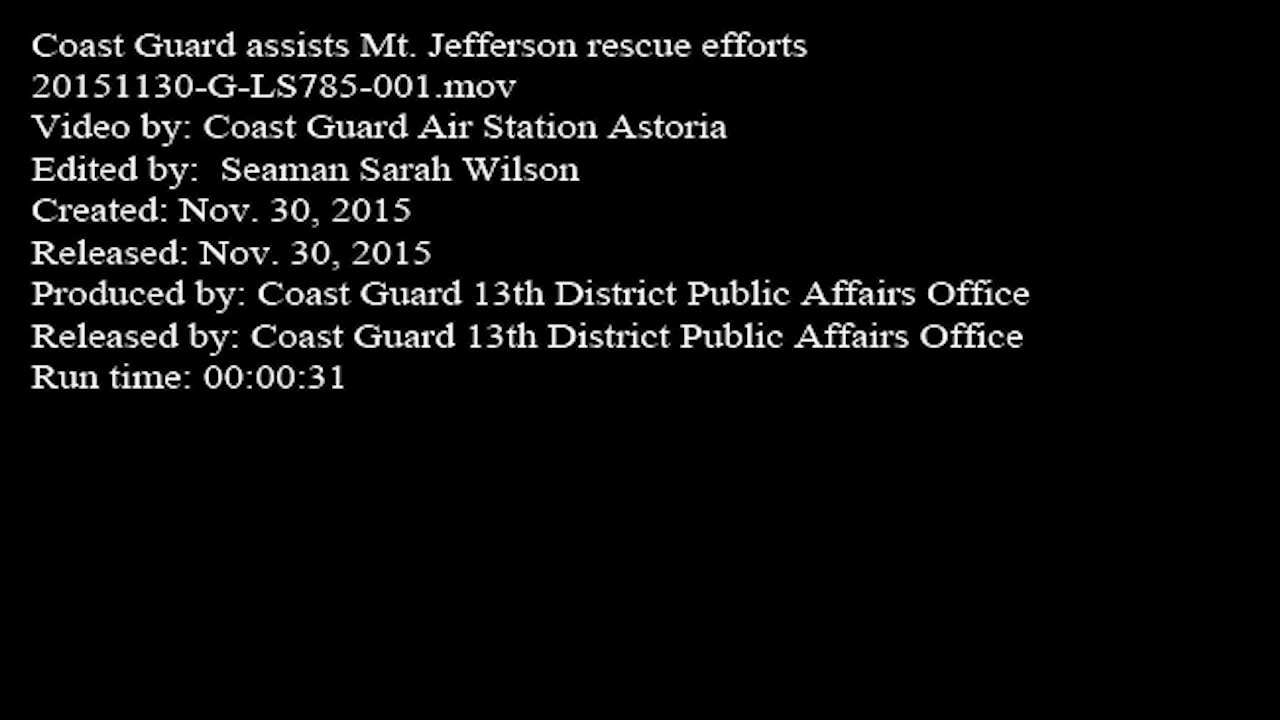 Coast Guard assists Mt. Jefferson rescue efforts
20151130-G-LS785-001.mov
Video by: Coast Guard Air Station Astoria
Edited by:  Seaman Sarah Wilson
Created: Nov. 30, 2015
Released: Nov. 30, 2015
Produced by: Coast Guard 13th District Public Affairs Office
Released by: Coast Guard 13th District Public Affairs Office
Run time: 00:00:31